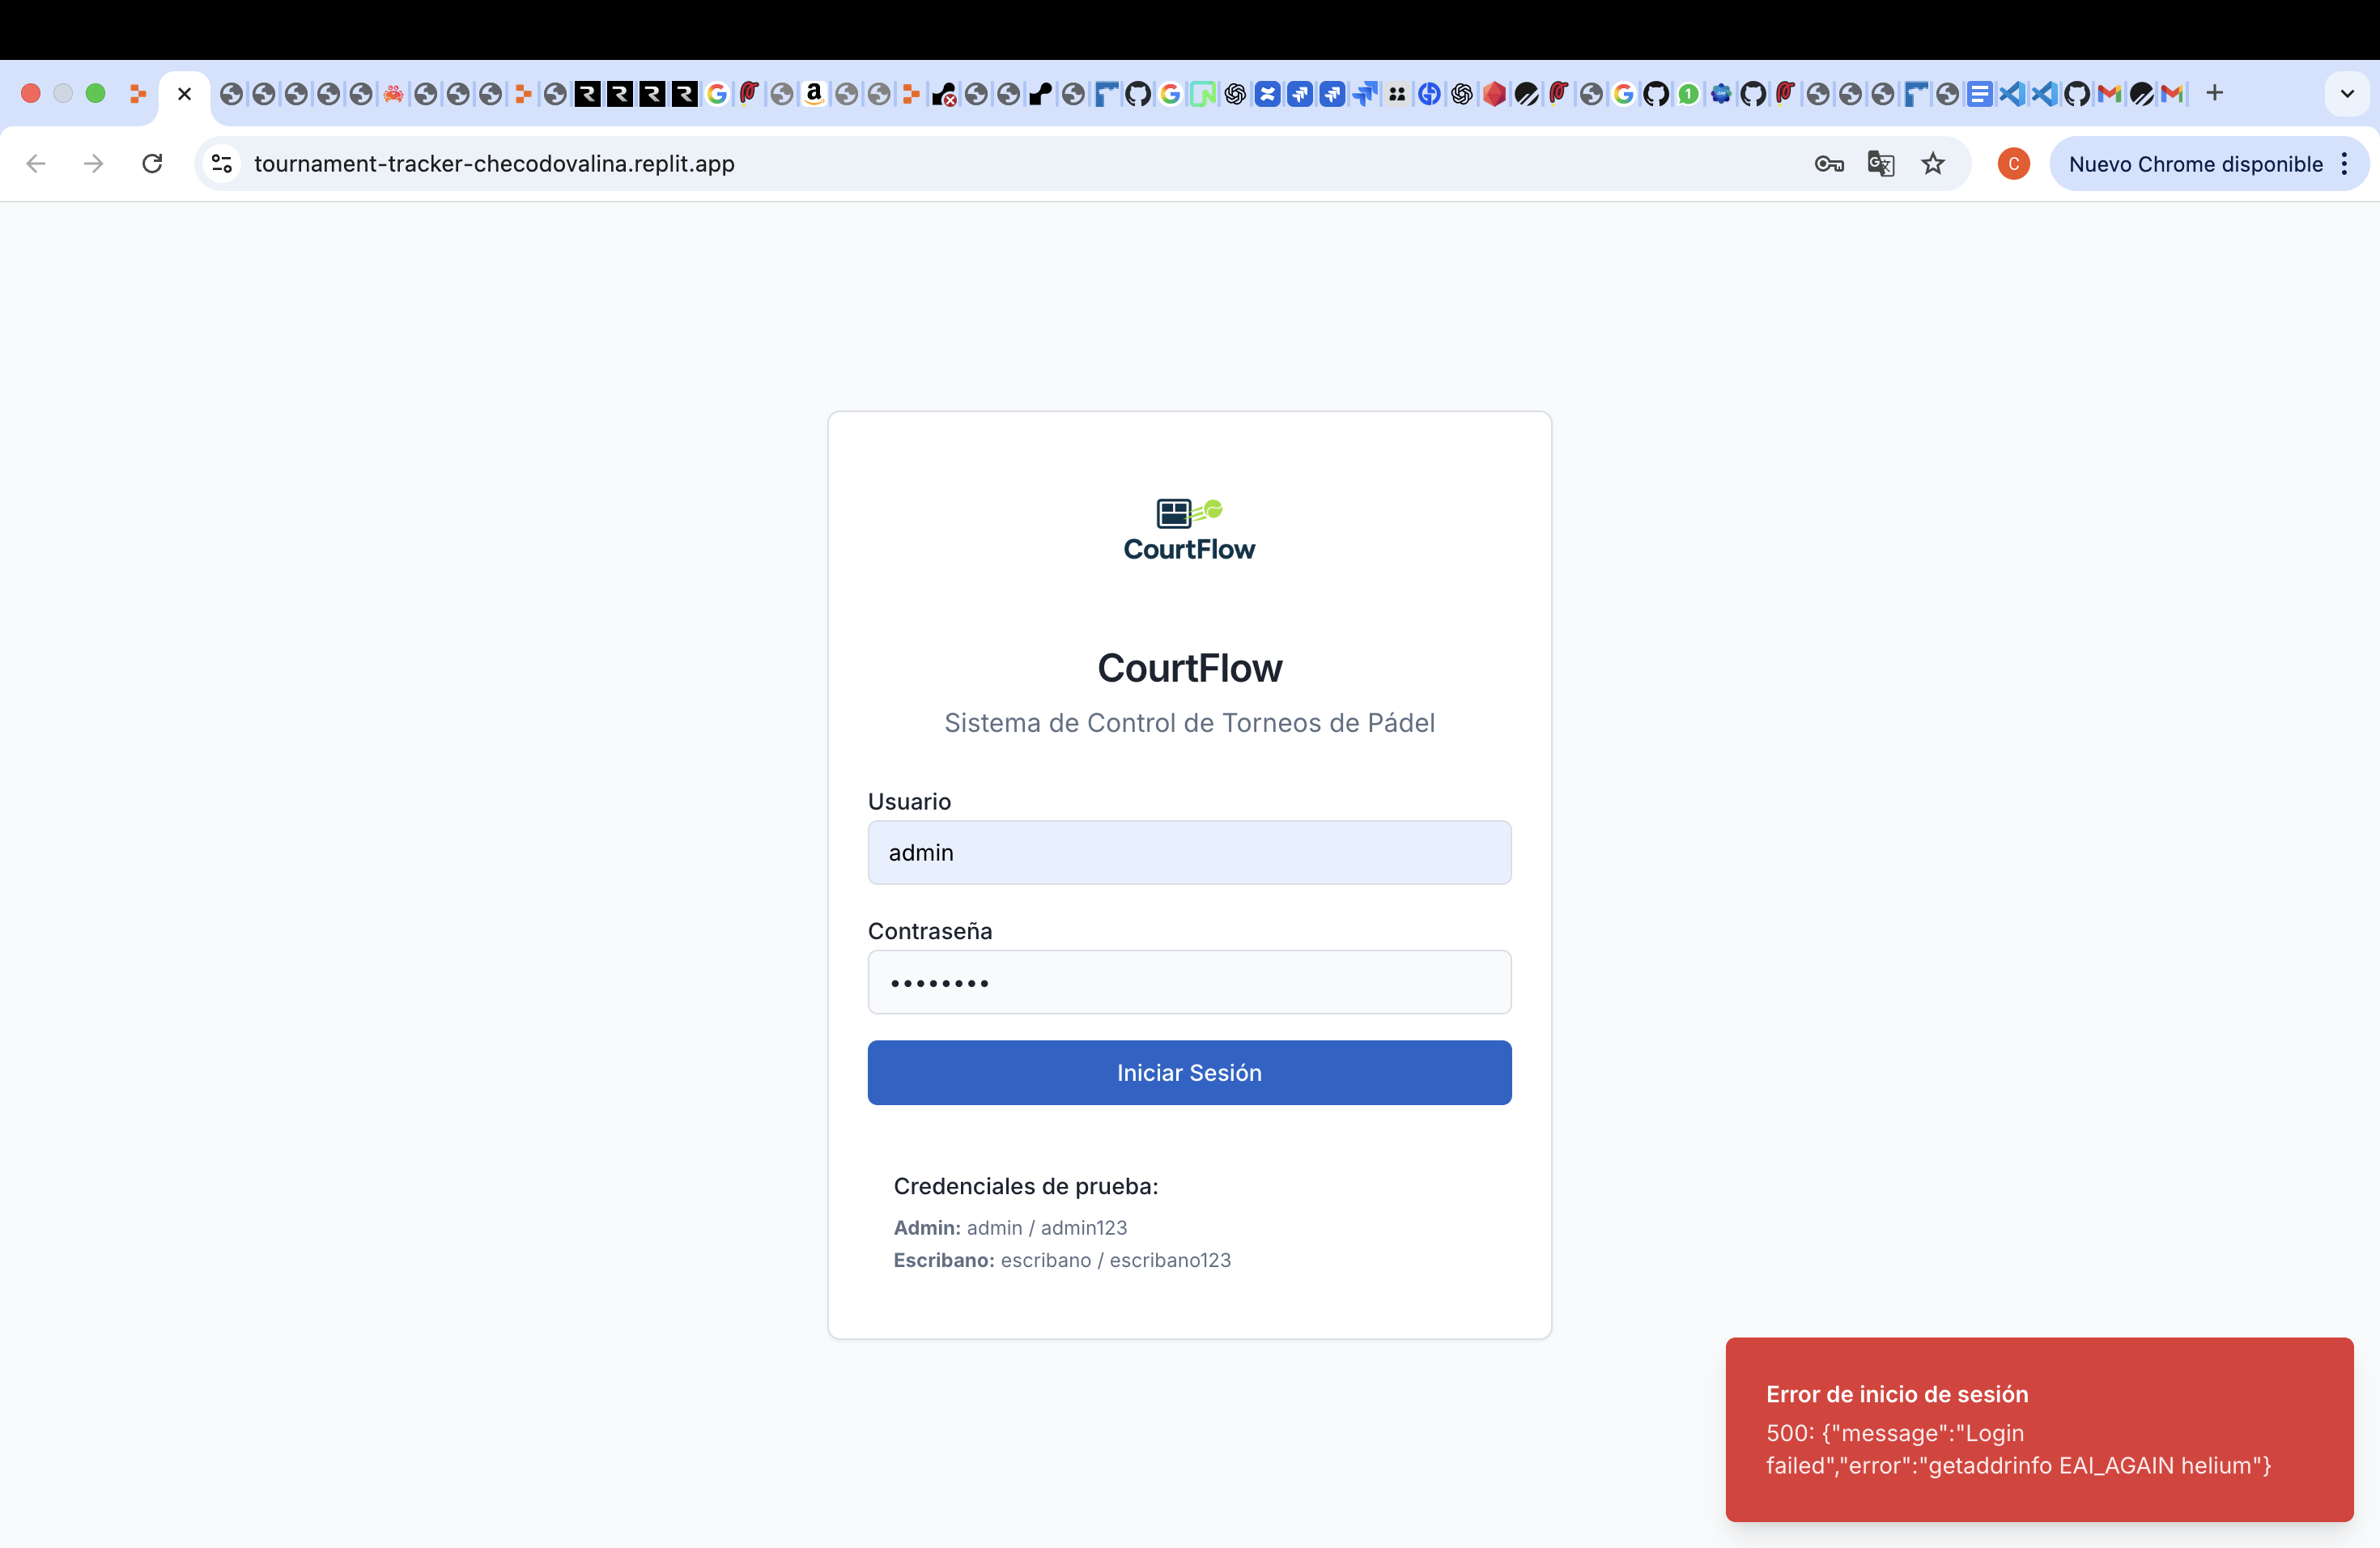 tournament-tracker-checodovalina.replit.app
C
Nuevo Chrome disponible
CourtFlow
CourtFlow
Sistema de Control de Torneos de Pádel
Usuario
admin
Contraseña
••••••••
Iniciar Sesión
Credenciales de prueba:
Admin: admin / admin123
Escribano: escribano / escribano123
Error de inicio de sesión
500: {"message":"Login
failed","error":"getaddrinfo EAI_AGAIN helium"}